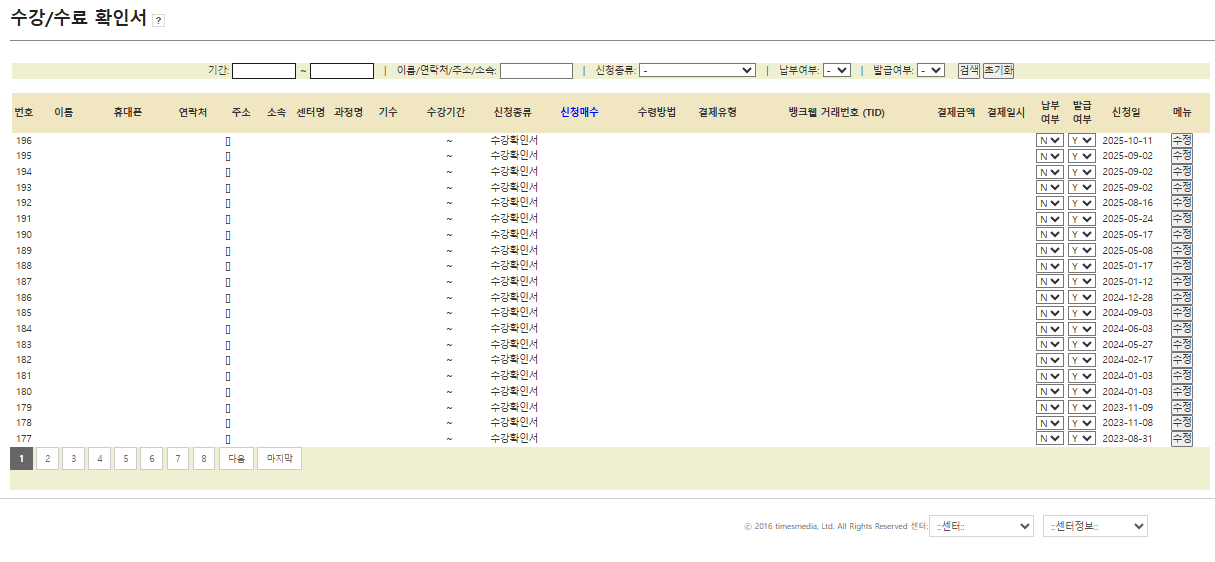 수강/수료 확인서 ?
기간: ~ | 이름/연락처/주소/소속: | 신청종류: - | 납부여부: - | 발급여부: - 검색 초기화
번호 이름 휴대폰 연락처 주소 소속 센터명 과정명 기수 수강기간 신청종류 신청매수 수령방법 결제유형 뱅크웰 거래번호 (TID) 결제금액 결제일시 납부여부 발급여부 신청일 메뉴
196 [] ~ 수강확인서 N Y 2025-10-11 수정
195 [] ~ 수강확인서 N Y 2025-09-02 수정
194 [] ~ 수강확인서 N Y 2025-09-02 수정
193 [] ~ 수강확인서 N Y 2025-09-02 수정
192 [] ~ 수강확인서 N Y 2025-08-16 수정
191 [] ~ 수강확인서 N Y 2025-05-24 수정
190 [] ~ 수강확인서 N Y 2025-05-17 수정
189 [] ~ 수강확인서 N Y 2025-05-08 수정
188 [] ~ 수강확인서 N Y 2025-01-17 수정
187 [] ~ 수강확인서 N Y 2025-01-12 수정
186 [] ~ 수강확인서 N Y 2024-12-28 수정
185 [] ~ 수강확인서 N Y 2024-09-03 수정
184 [] ~ 수강확인서 N Y 2024-06-03 수정
183 [] ~ 수강확인서 N Y 2024-05-27 수정
182 [] ~ 수강확인서 N Y 2024-02-17 수정
181 [] ~ 수강확인서 N Y 2024-01-03 수정
180 [] ~ 수강확인서 N Y 2024-01-03 수정
179 [] ~ 수강확인서 N Y 2023-11-09 수정
178 [] ~ 수강확인서 N Y 2023-11-08 수정
177 [] ~ 수강확인서 N Y 2023-08-31 수정
1 2 3 4 5 6 7 8 다음 마지막
© 2016 timesmedia, Ltd. All Rights Reserved 센터: ::센터:: ::센터정보::